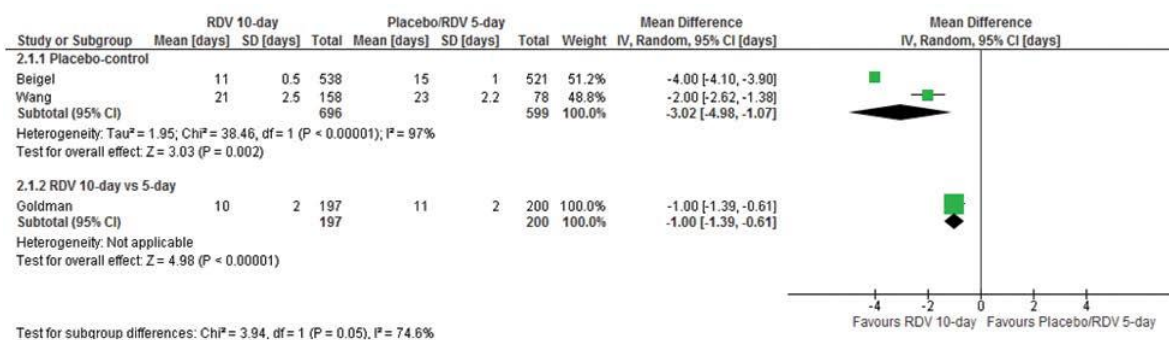 RDV 10-day Placebo/RDV 5-day Mean Difference Mean Difference
Study or Subgroup Mean [days] SD [days] Total Mean [days] SD [days] Total Weight IV, Random, 95% CI [days] IV, Random, 95% CI [days]
2.1.1 Placebo-control
Beigel 11 0.5 538 15 1 521 51.2% -4.00 [-4.10, -3.90]
Wang 21 2.5 158 23 2.2 78 48.8% -2.00 [-2.62, -1.38]
Subtotal (95% CI) 696 599 100.0% -3.02 [-4.98, -1.07]
Heterogeneity: Tau² = 1.95; Chi² = 38.46, df = 1 (P < 0.00001); I² = 97%
Test for overall effect: Z = 3.03 (P = 0.002)
2.1.2 RDV 10-day vs 5-day
Goldman 10 2 197 11 2 200 100.0% -1.00 [-1.39, -0.61]
Subtotal (95% CI) 197 200 100.0% -1.00 [-1.39, -0.61]
Heterogeneity: Not applicable
Test for overall effect: Z = 4.98 (P < 0.00001)
-4 -2 0 2 4
Favours RDV 10-day Favours Placebo/RDV 5-day
Test for subgroup differences: Chi² = 3.94, df = 1 (P = 0.05), I² = 74.6%